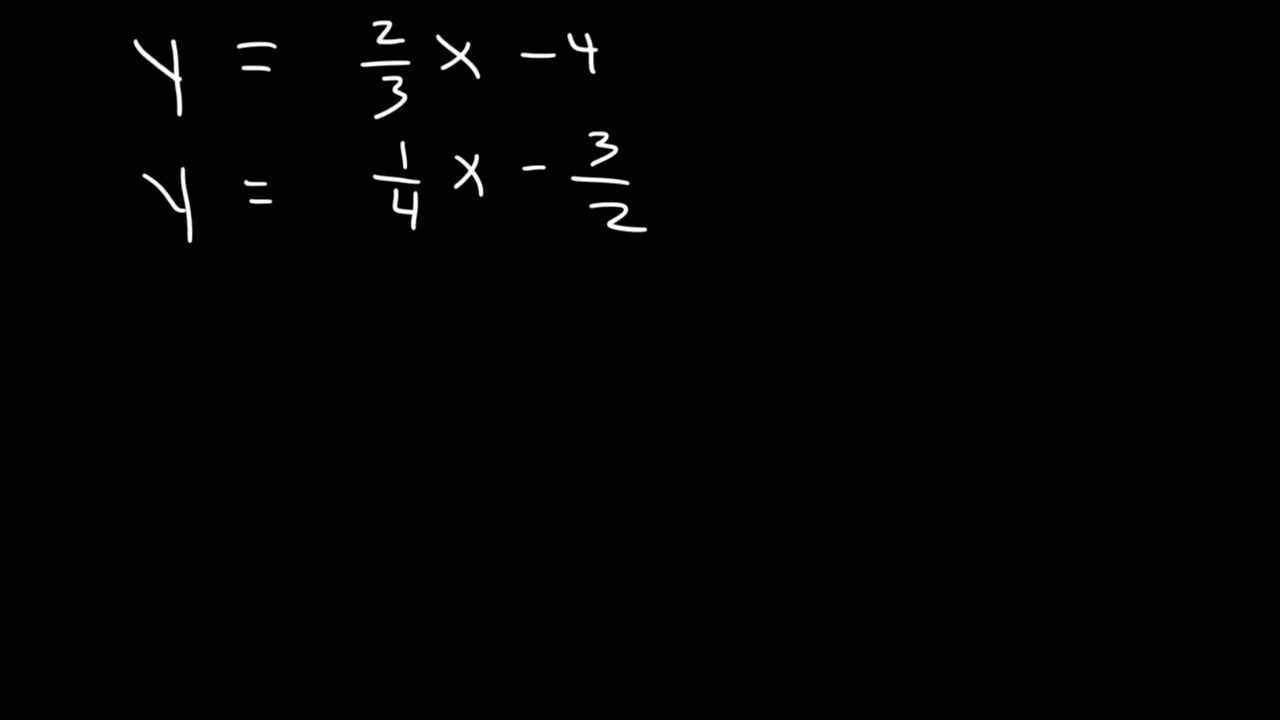 y = 2/3 x - 4
y = 1/4 x - 3/2